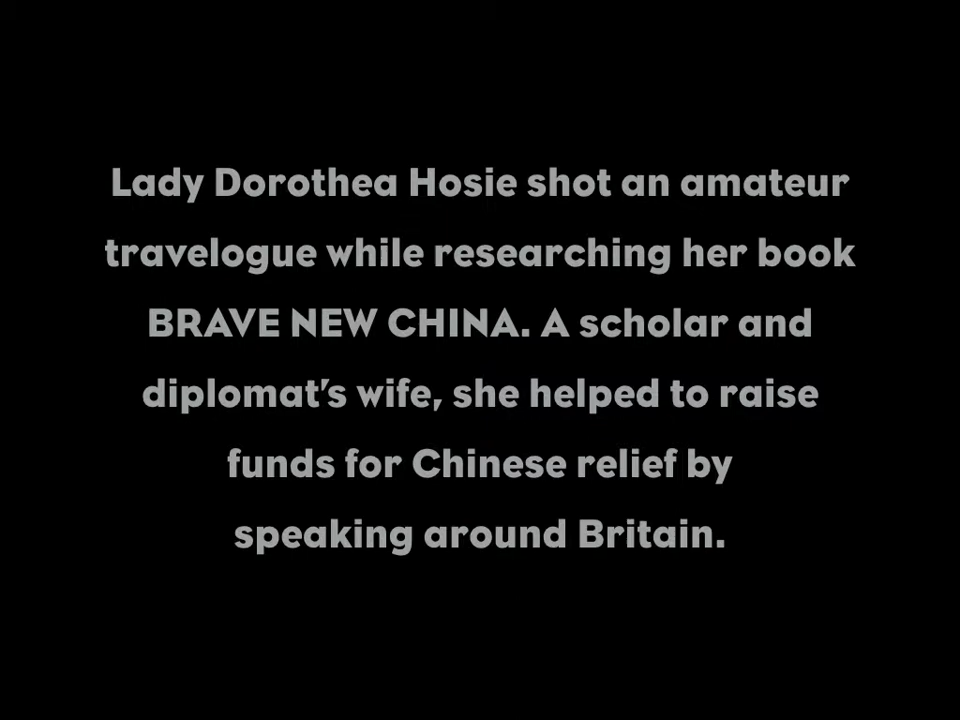 Lady Dorothea Hosie shot an amateur
travelogue while researching her book
BRAVE NEW CHINA. A scholar and
diplomat's wife, she helped to raise
funds for Chinese relief by
speaking around Britain.